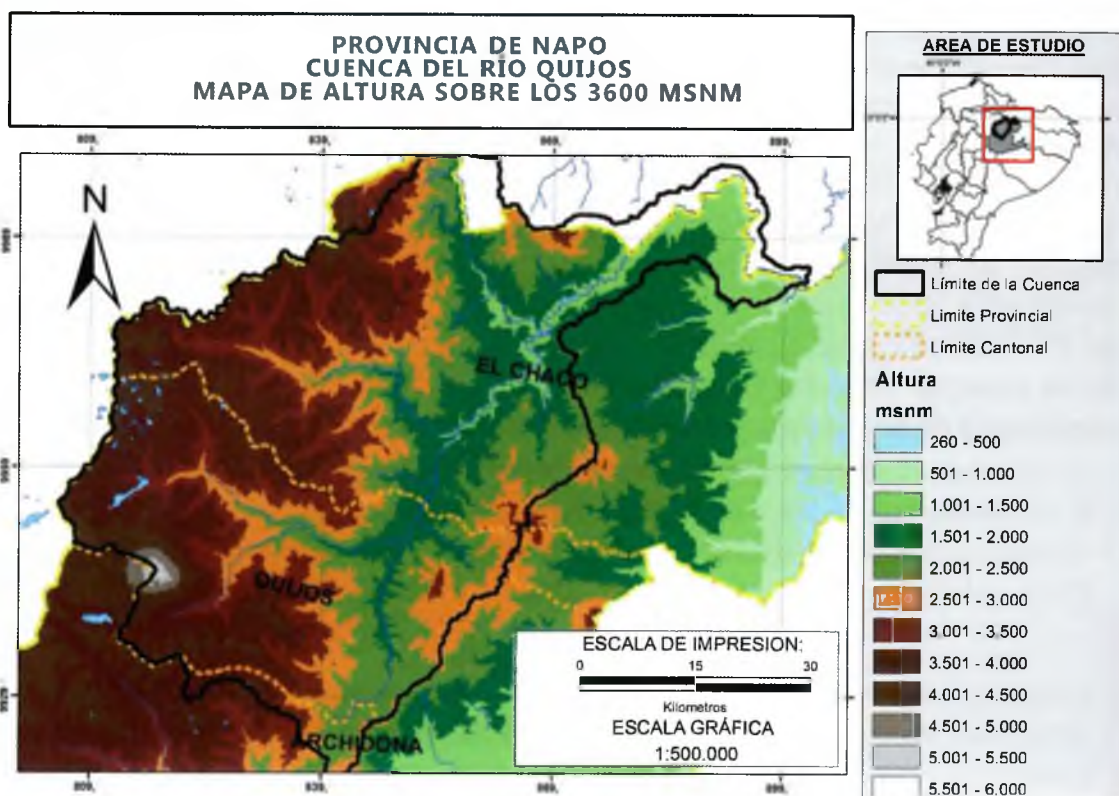 PROVINCIA DE NAPO
CUENCA DEL RIO QUIJOS
MAPA DE ALTURA SOBRE LOS 3600 MSNM
N
EL CHACO
QUIJOS
ARCHIDONA
ESCALA DE IMPRESION:
0 15 30
Kilometros
ESCALA GRÁFICA
1:500.000
AREA DE ESTUDIO
Límite de la Cuenca
Limite Provincial
Límite Cantonal
Altura
msnm
260 - 500
501 - 1.000
1.001 - 1.500
1.501 - 2.000
2.001 - 2.500
2.501 - 3.000
3.001 - 3.500
3.501 - 4.000
4.001 - 4.500
4.501 - 5.000
5.001 - 5.500
5.501 - 6.000